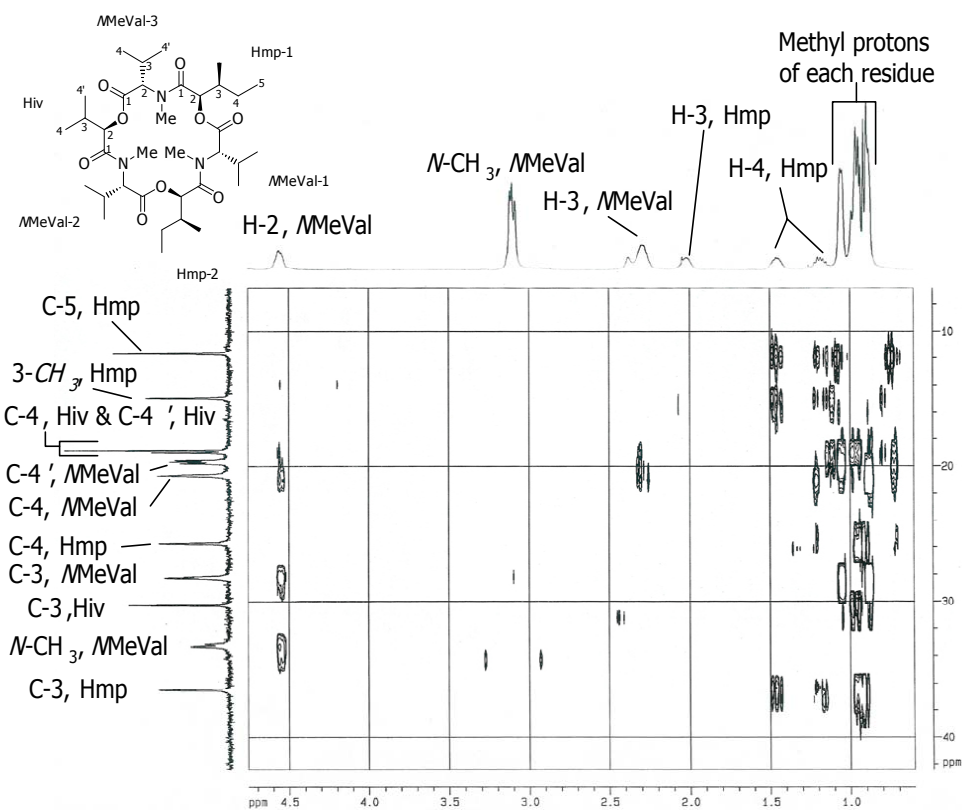 NMeVal-3
4 4'
3
Hmp-1
O
O
5
O
1 2 N 1 2 3 4
4'
Hiv
Me
O
O
3
4
2
O
O
1
N Me Me N
O
NMeVal-1
O
O
O
NMeVal-2
Hmp-2
Methyl protons
of each residue
H-3, Hmp
N-CH3, NMeVal
H-4, Hmp
H-3, NMeVal
H-2, NMeVal
C-5, Hmp
3-CH3, Hmp
C-4, Hiv & C-4 ', Hiv
C-4 ', NMeVal
C-4, NMeVal
C-4, Hmp
C-3, NMeVal
C-3 ,Hiv
N-CH 3, NMeVal
C-3, Hmp
10
20
30
40
ppm
ppm 4.5 4.0 3.5 3.0 2.5 2.0 1.5 1.0